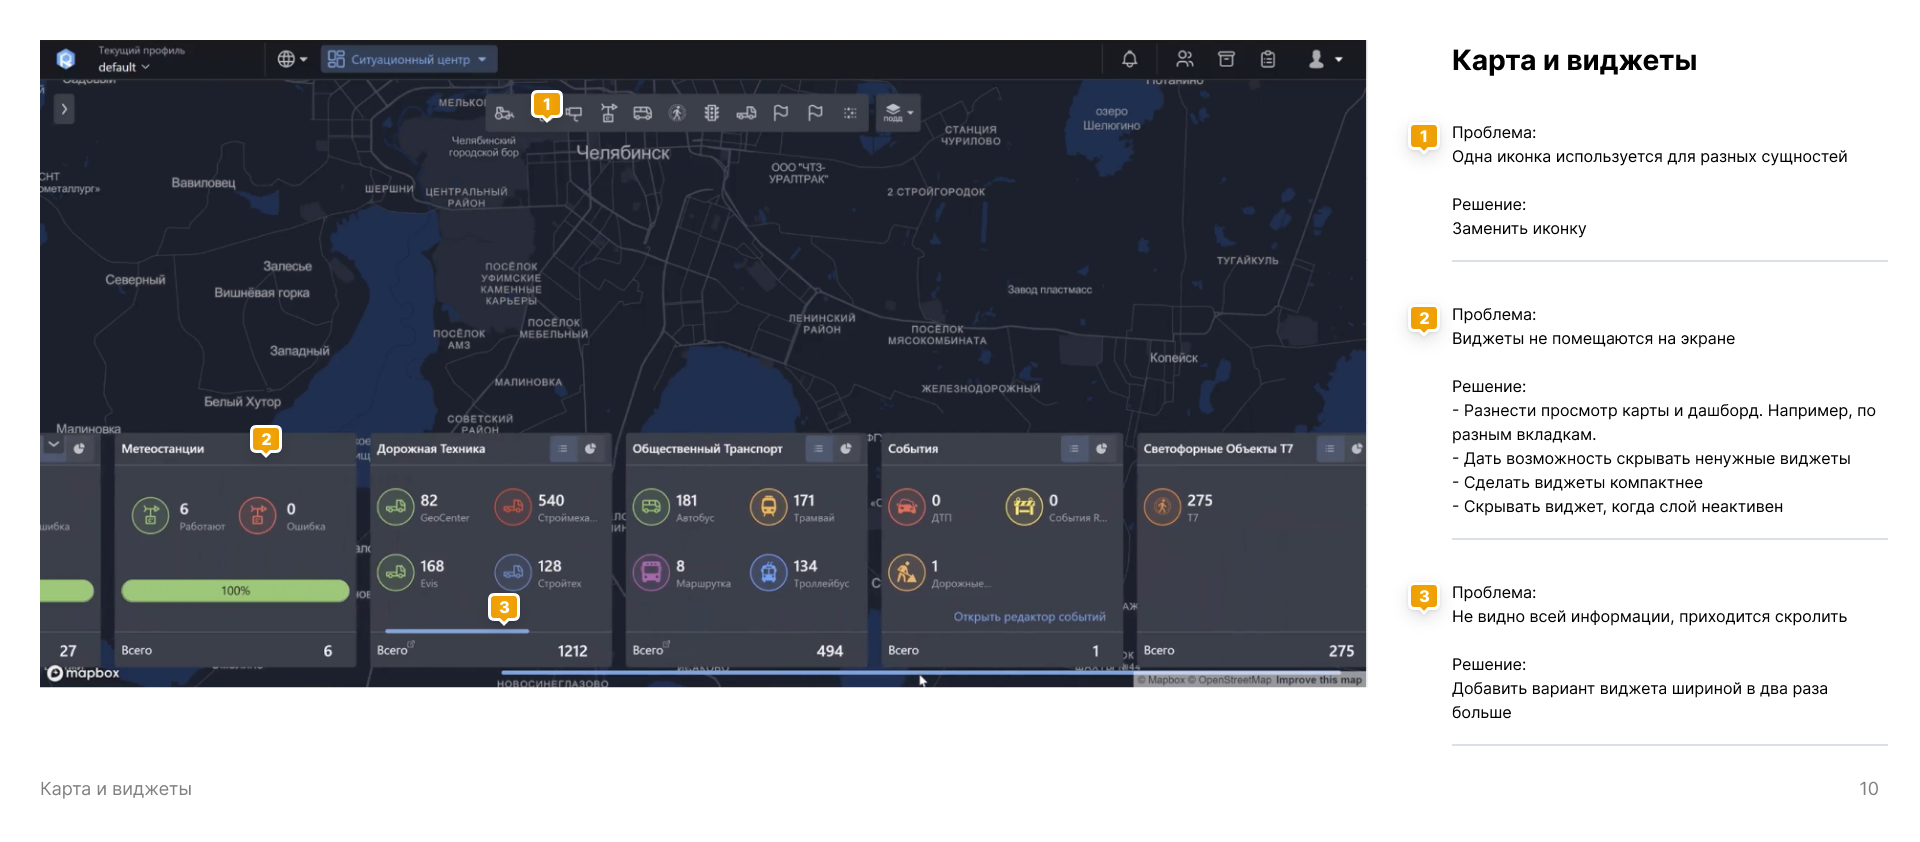 Текущий профиль
default
Ситуационный центр
Карта и виджеты
Садовый
Потанино
1
МЕЛЬКО
подл
озеро
Шелюгино
СТАНЦИЯ
ЧУРИЛОВО
Челябинский
городской бор
Челябинск
ООО "ЧТЗ-
УРАЛТРАК"
СНТ
Вавиловец
ШЕРШНИ
ЦЕНТРАЛЬНЫЙ
РАЙОН
2 СТРОЙГОРОДОК
Северный
Залесье
Вишнёвая горка
ПОСЁЛОК
УФИМСКИЕ
КАМЕННЫЕ
КАРЬЕРЫ
ТУГАЙКУЛЬ
Завод пластмасс
ПОСЁЛОК
АМЗ
ПОСЁЛОК
МЕБЕЛЬНЫЙ
ЛЕНИНСКИЙ
РАЙОН
ПОСЁЛОК
МЯСОКОМБИНАТА
Западный
Копейск
МАЛИНОВКА
ЖЕЛЕЗНОДОРОЖНЫЙ
Белый Хутор
СОВЕТСКИЙ
РАЙОН
Малиновка
2
Метеостанции
Дорожная Техника
Общественный Транспорт
События
Светофорные Объекты Т7
6
Работают
0
Ошибка
100%
Всего
6
27
82
GeoCenter
540
Строймеха...
168
Evis
128
Стройтех
3
Всего
1212
181
Автобус
171
Трамвай
8
Маршрутка
134
Троллейбус
Всего
494
0
ДТП
0
События R...
1
Дорожные...
Открыть редактор событий
Всего
1
275
Т7
Всего
275
mapbox
НОВОСИНЕГЛАЗОВО
© Mapbox © OpenStreetMap Improve this map
1
Проблема:
Одна иконка используется для разных сущностей
Решение:
Заменить иконку
2
Проблема:
Виджеты не помещаются на экране
Решение:
- Разнести просмотр карты и дашборд. Например, по
разным вкладкам.
- Дать возможность скрывать ненужные виджеты
- Сделать виджеты компактнее
- Скрывать виджет, когда слой неактивен
3
Проблема:
Не видно всей информации, приходится скролить
Решение:
Добавить вариант виджета шириной в два раза
больше
Карта и виджеты
10